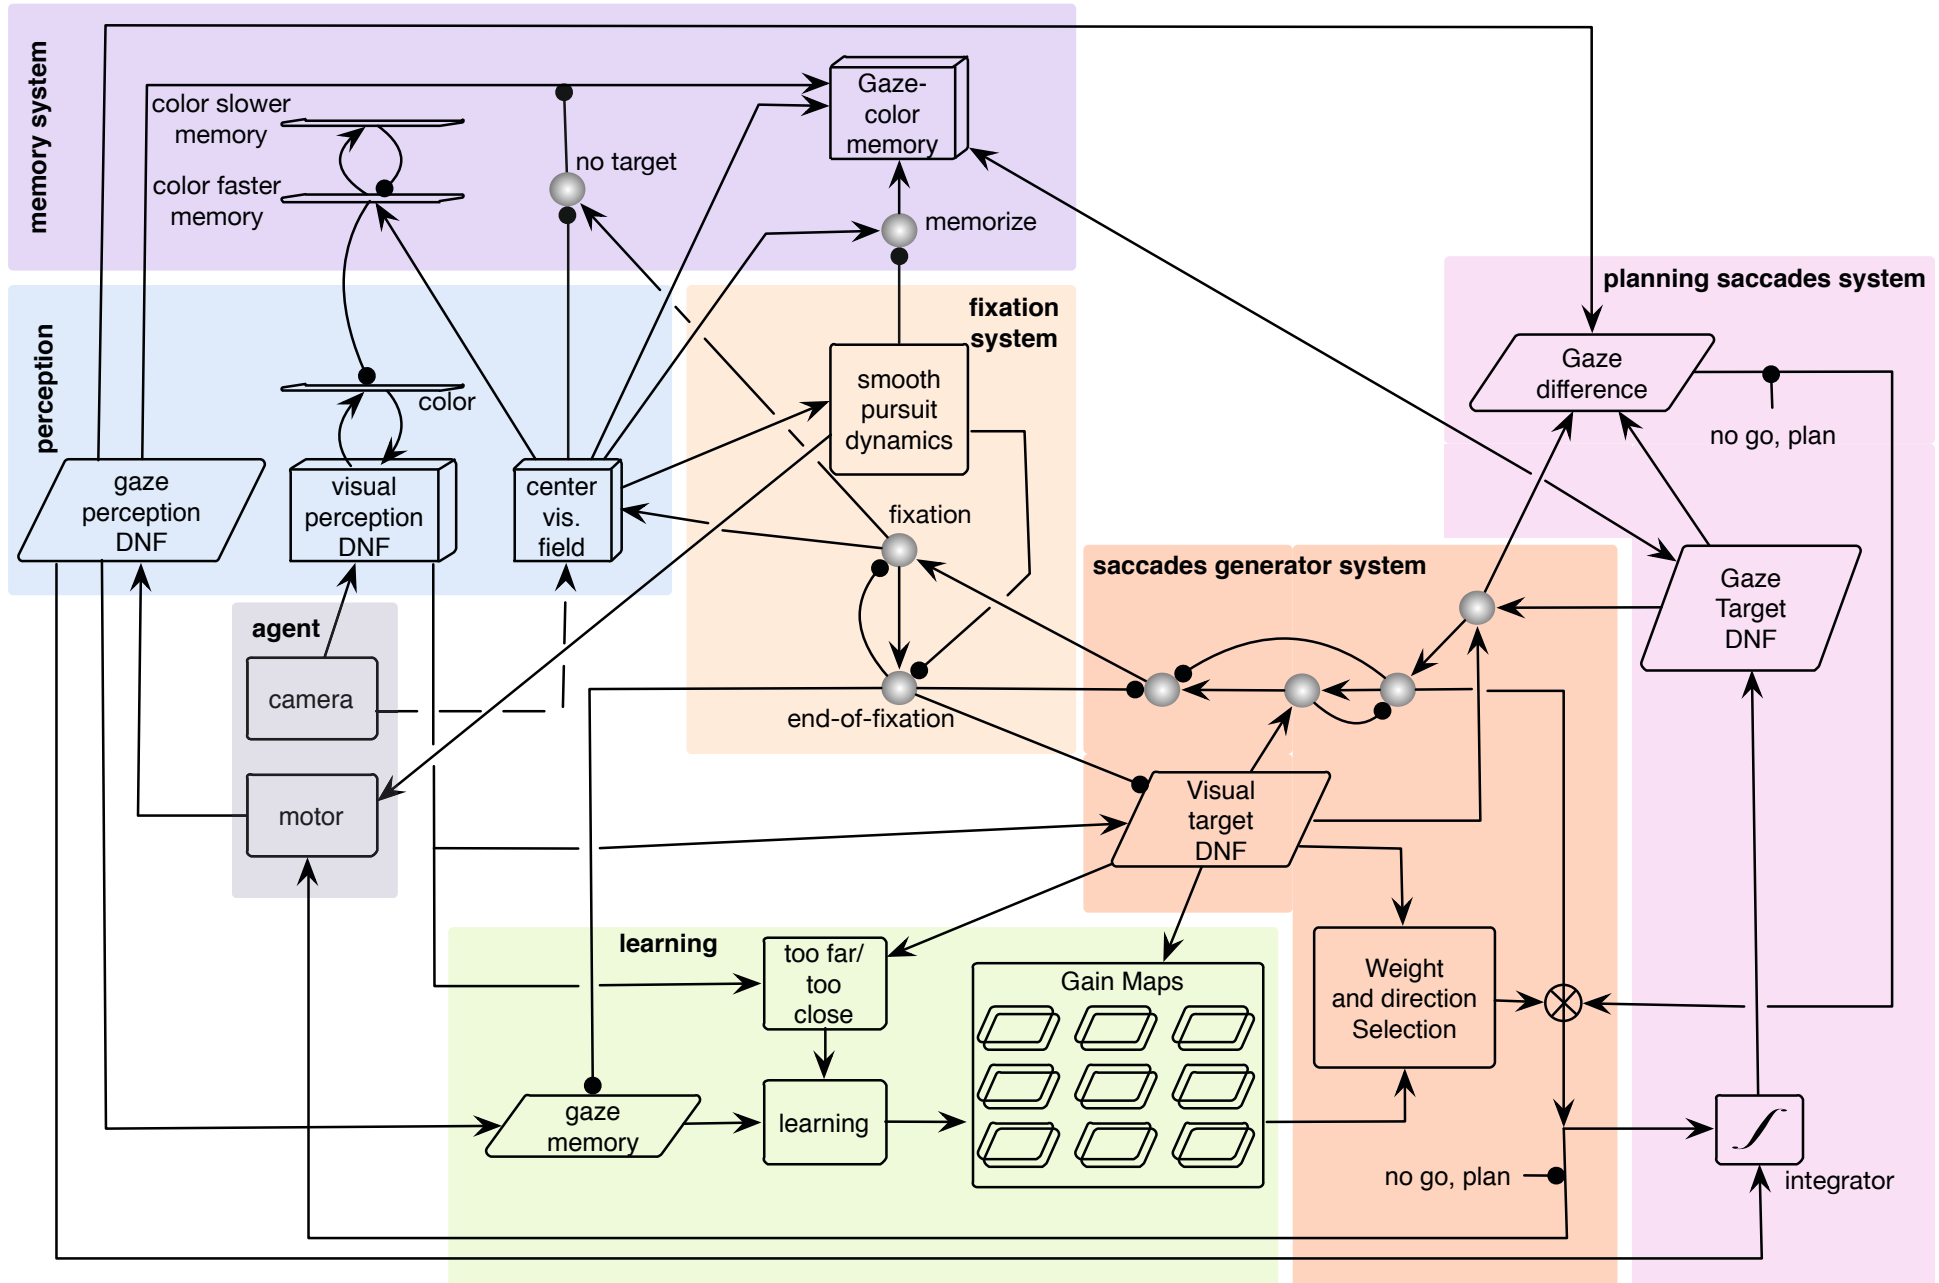 memory system
color slower
memory
color faster
memory
no target
Gaze-
color
memory
memorize
planning saccades system
Gaze
difference
no go, plan
Gaze
Target
DNF
integrator
perception
color
gaze
perception
DNF
visual
perception
DNF
center
vis.
field
fixation
system
smooth
pursuit
dynamics
fixation
end-of-fixation
saccades generator system
agent
camera
motor
Visual
target
DNF
Weight
and direction
Selection
no go, plan
learning
too far/
too
close
Gain Maps
gaze
memory
learning